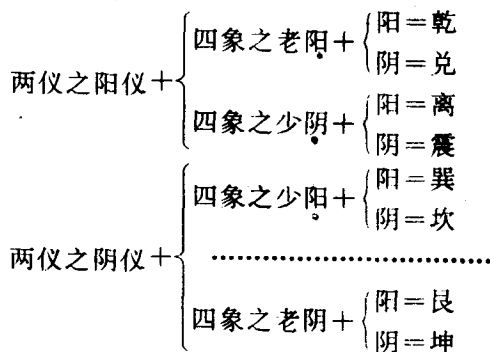 四象之老阳+
阳=乾
阴=兑
两仪之阳仪+
四象之少阴+
阳=离
阴=震
四象之少阳+
阳=巽
阴=坎
两仪之阴仪+
………………
四象之老阴+
阳=艮
阴=坤